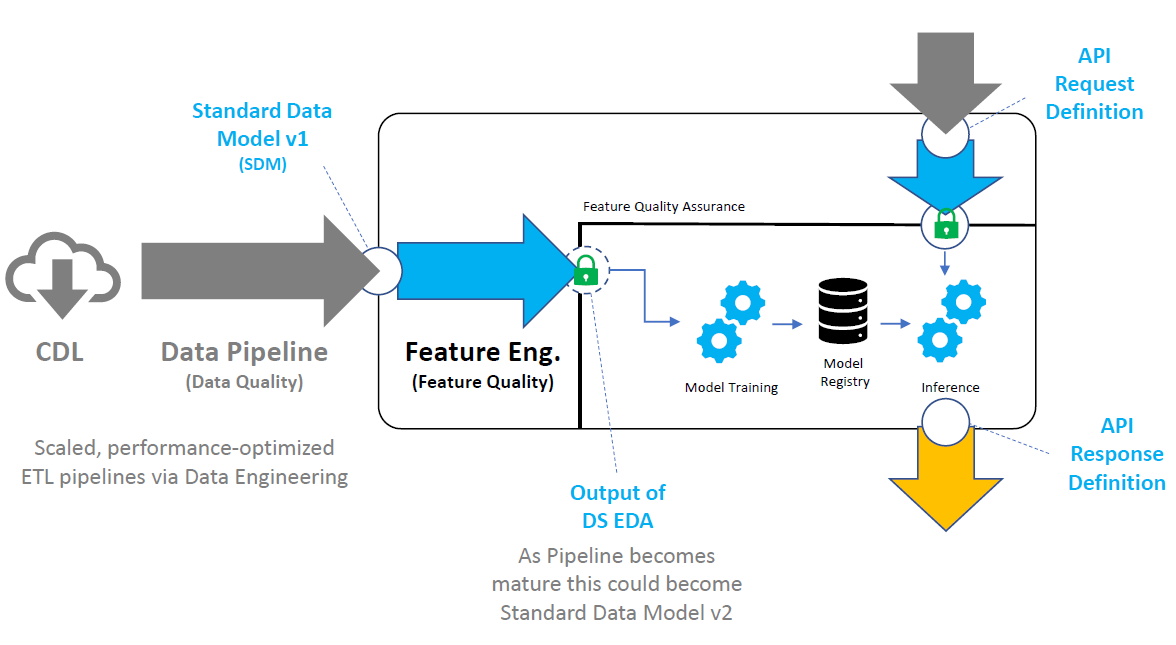 API
Request
Definition
Standard Data
Model v1
(SDM)
Feature Quality Assurance
CDL
Data Pipeline
(Data Quality)
Feature Eng.
(Feature Quality)
Model Training
Model
Registry
Inference
Scaled, performance-optimized
ETL pipelines via Data Engineering
API
Response
Definition
Output of
DS EDA
As Pipeline becomes
mature this could become
Standard Data Model v2